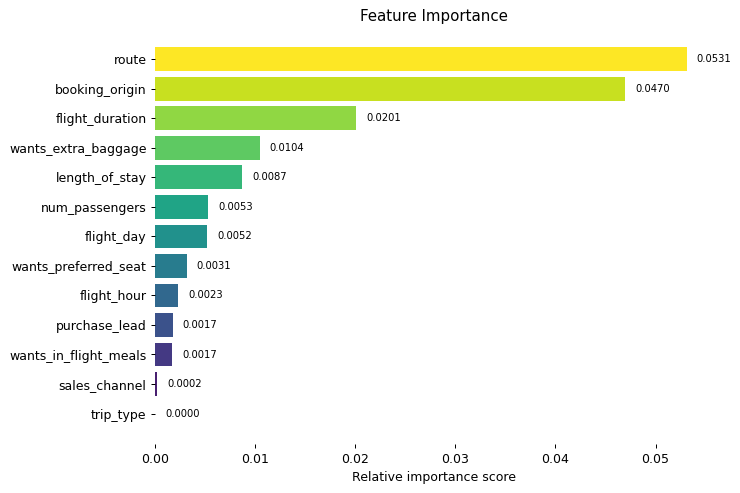 Feature Importance
route 0.0531
booking_origin 0.0470
flight_duration 0.0201
wants_extra_baggage 0.0104
length_of_stay 0.0087
num_passengers 0.0053
flight_day 0.0052
wants_preferred_seat 0.0031
flight_hour 0.0023
purchase_lead 0.0017
wants_in_flight_meals 0.0017
sales_channel 0.0002
trip_type 0.0000
0.00 0.01 0.02 0.03 0.04 0.05
Relative importance score